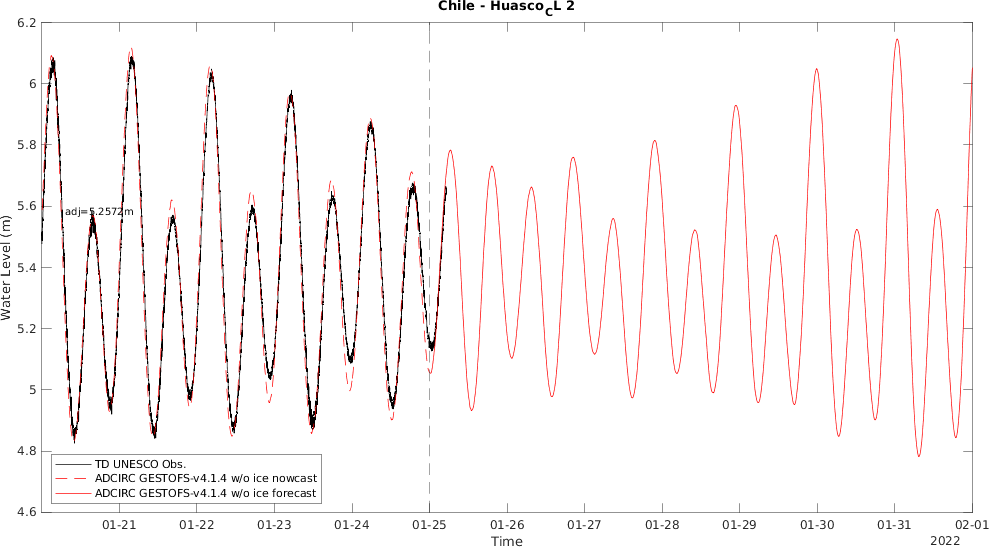 Chile - Huasco_CL 2
Water Level (m)
6.2
6
5.8
5.6
5.4
5.2
5
4.8
4.6
adj=5.2572m
TD UNESCO Obs.
ADCIRC GESTOFS-v4.1.4 w/o ice nowcast
ADCIRC GESTOFS-v4.1.4 w/o ice forecast
01-21 01-22 01-23 01-24 01-25 01-26 01-27 01-28 01-29 01-30 01-31 02-01
Time
2022